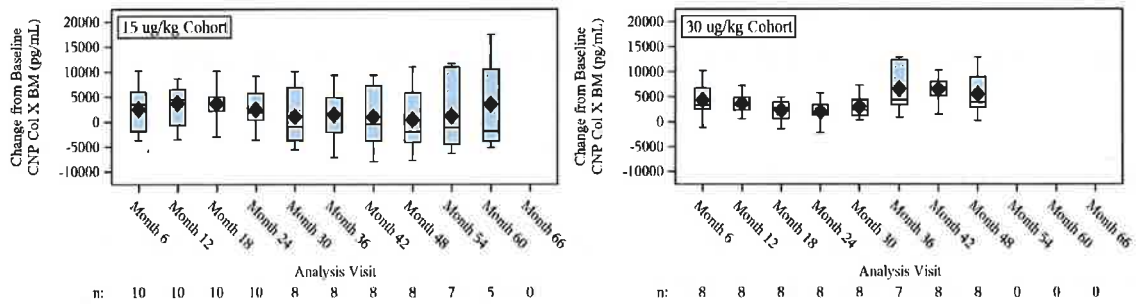 15 ug/kg Cohort
Change from Baseline
CNP Col X BM (pg/mL)
20000
15000
10000
5000
0
-5000
-10000
Month 6
Month 12
Month 18
Month 24
Month 30
Month 36
Month 42
Month 48
Month 54
Month 60
Month 66
Analysis Visit
n: 10 10 10 10 8 8 8 8 7 5 0
30 ug/kg Cohort
Change from Baseline
CNP Col X BM (pg/mL)
20000
15000
10000
5000
0
-5000
-10000
Month 6
Month 12
Month 18
Month 24
Month 30
Month 36
Month 42
Month 48
Month 54
Month 60
Month 66
Analysis Visit
n: 8 8 8 8 8 7 8 8 0 0 0